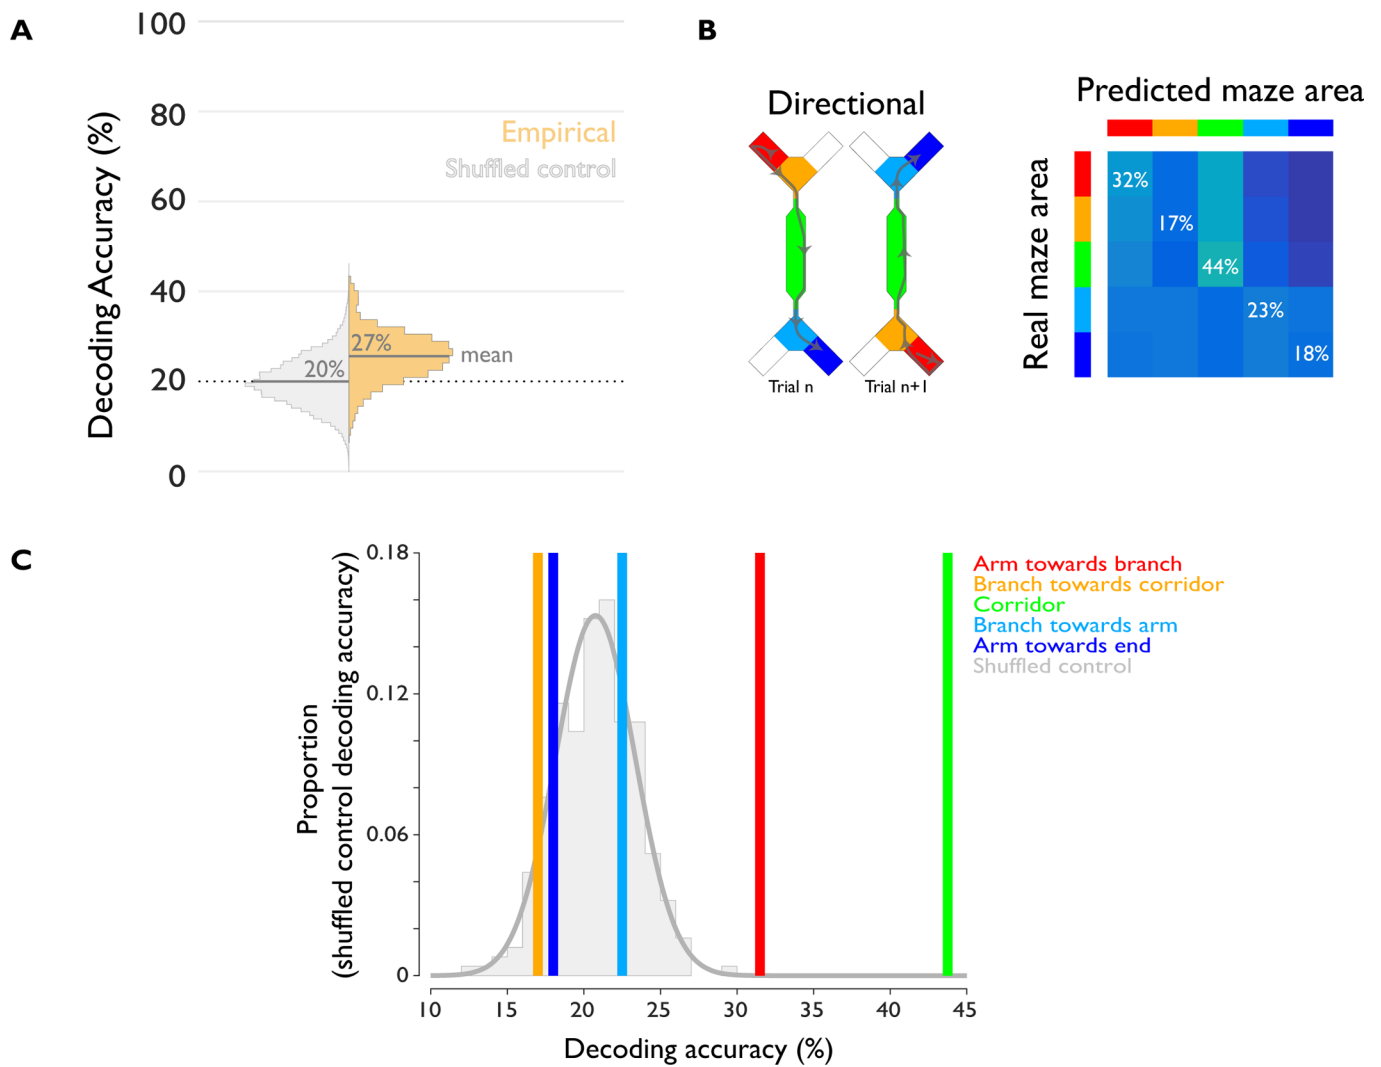 A
100
80
60
40
20
0
Decoding Accuracy (%)
Empirical
Shuffled control
27%
20%
mean
B
Directional
Trial n
Trial n+1
Predicted maze area
Real maze area
32%
17%
44%
23%
18%
C
Proportion
(shuffled control decoding accuracy)
0.18
0.12
0.06
0
10 15 20 25 30 35 40 45
Decoding accuracy (%)
Arm towards branch
Branch towards corridor
Corridor
Branch towards arm
Arm towards end
Shuffled control